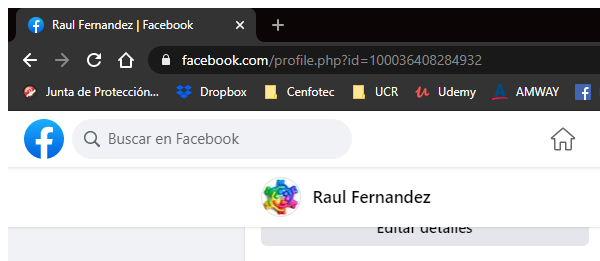 Raul Fernandez | Facebook
facebook.com/profile.php?id=100036408284932
Junta de Protección... Dropbox Cenfotec UCR Udemy AMWAY
Buscar en Facebook
Raul Fernandez
Editar detalles